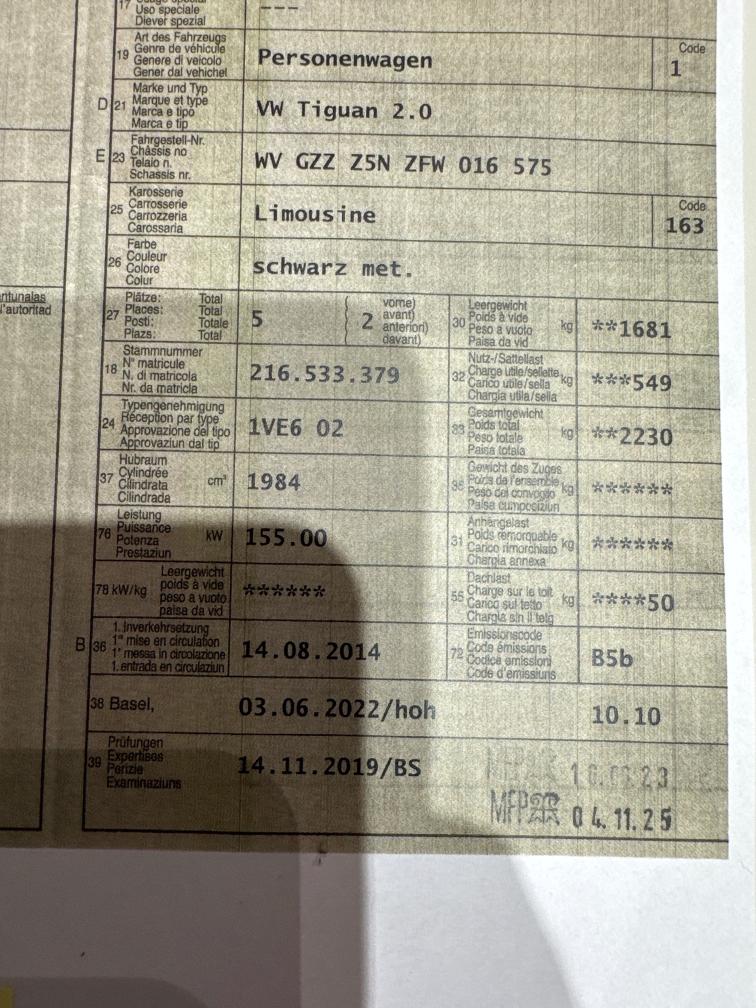 17
Uso speciale
Diever spezial
---
19
Art des Fahrzeugs
Genre de véhicule
Genere di veicolo
Gener dal vehichel
Personenwagen
Code
1
D 21
Marke und Typ
Marque et type
Marca e tipo
Marca e tip
VW Tiguan 2.0
E 23
Fahrgestell-Nr.
Châssis no
Telaio n.
Schassis nr.
WV GZZ Z5N ZFW 016 575
25
Karosserie
Carrosserie
Carrozzeria
Carossaria
Limousine
Code
163
26
Farbe
Couleur
Colore
Colur
schwarz met.
27
Plätze: Total
Places: Total
Posti: Totale
Plazs: Total
5
2
vorne)
avant)
anteriori)
davant)
30
Leergewicht
Poids à vide
Peso a vuoto
Paisa da vid
kg
**1681
18
Stammnummer
N° matricule
N. di matricola
Nr. da matricla
216.533.379
32
Nutz-/Sattellast
Charge utile/sellette
Carico utile/sella
Chargia utila/sella
kg
***549
24
Typengenehmigung
Réception par type
Approvazione del tipo
Approvaziun dal tip
1VE6 02
33
Gesamtgewicht
Poids total
Peso totale
Paisa totala
kg
**2230
37
Hubraum
Cylindrée
Cilindrata
Cilindrada
cm³
1984
35
Gewicht des Zuges
Poids de l'ensemble
Peso del convoglio
Paisa cumposiziun
kg
******
76
Leistung
Puissance
Potenza
Prestaziun
kW
155.00
31
Anhängelast
Poids remorquable
Carico rimorchiato
Chargia annexa
kg
******
78 kW/kg
Leergewicht
poids à vide
peso a vuoto
paisa da vid
******
55
Dachlast
Charge sur le toit
Carico sul tetto
Chargia sin il tetg
kg
****50
B 36
1. Inverkehrsetzung
1re mise en circulation
1a messa in circolazione
1. entrada en circulaziun
14.08.2014
72
Emissionscode
Code émissions
Codice emissioni
Code d'emissiuns
B5b
38 Basel,
03.06.2022/hoh
10.10
39
Prüfungen
Expertises
Perizie
Examinaziuns
14.11.2019/BS
MFP
04.11.25
l'autoritad